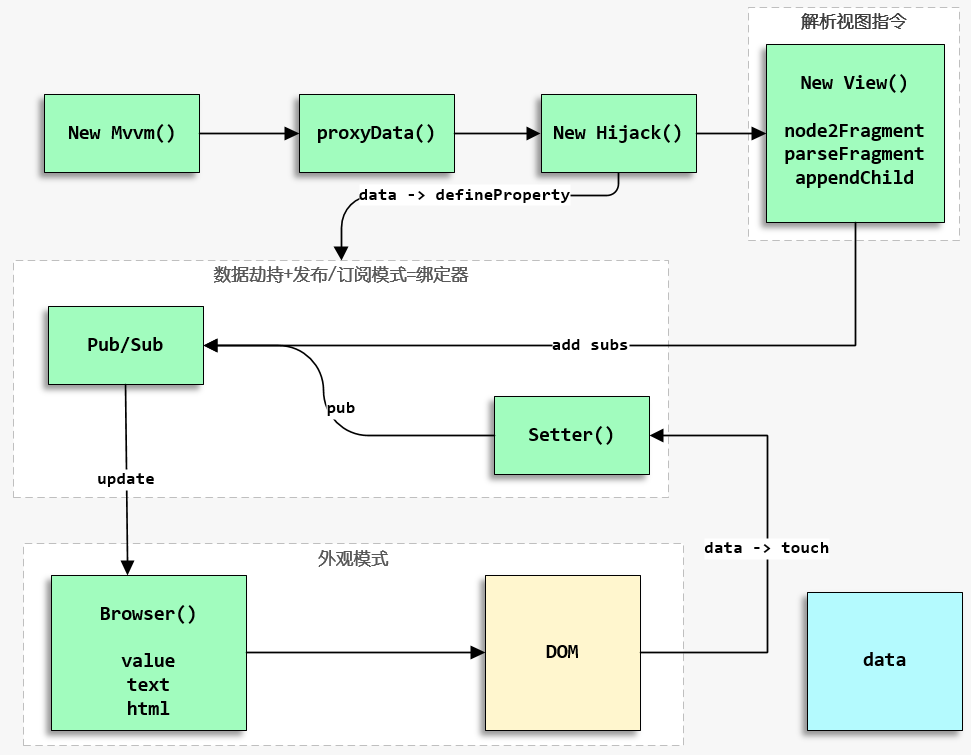 解析视图指令
New View()
node2Fragment
parseFragment
appendChild
New Mvvm()
proxyData()
New Hijack()
data -> defineProperty
数据劫持+发布/订阅模式=绑定器
Pub/Sub
add subs
pub
Setter()
update
data -> touch
外观模式
Browser()
value
text
html
DOM
data